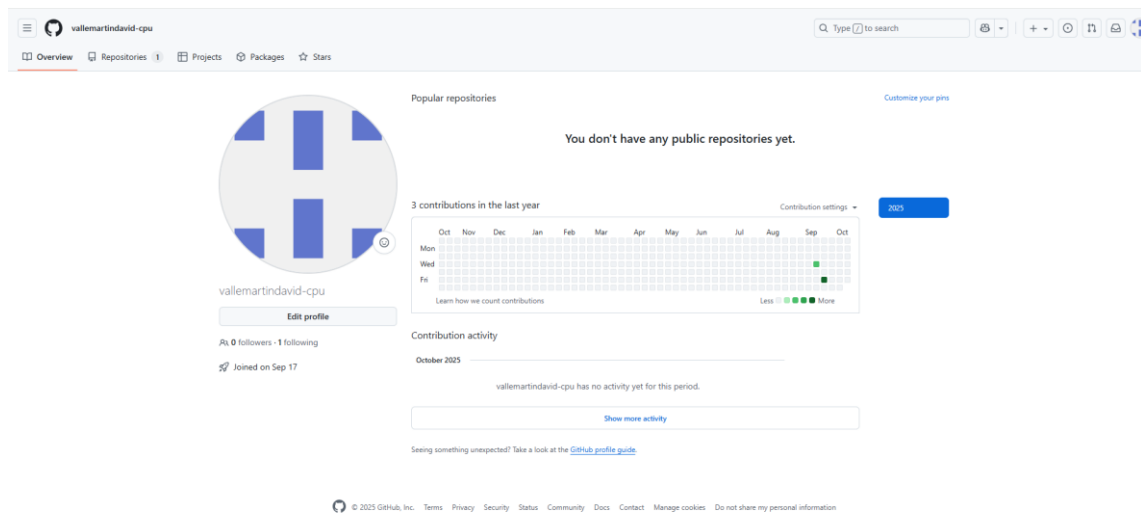 vallemartindavid-cpu
Type / to search
Overview Repositories 1 Projects Packages Stars
Popular repositories Customize your pins
You don't have any public repositories yet.
3 contributions in the last year Contribution settings 2025
Oct Nov Dec Jan Feb Mar Apr May Jun Jul Aug Sep Oct
Mon
Wed
Fri
Learn how we count contributions Less More
vallemartindavid-cpu
Edit profile
0 followers · 1 following
Joined on Sep 17
Contribution activity
October 2025
vallemartindavid-cpu has no activity yet for this period.
Show more activity
Seeing something unexpected? Take a look at the GitHub profile guide.
© 2025 GitHub, Inc. Terms Privacy Security Status Community Docs Contact Manage cookies Do not share my personal information